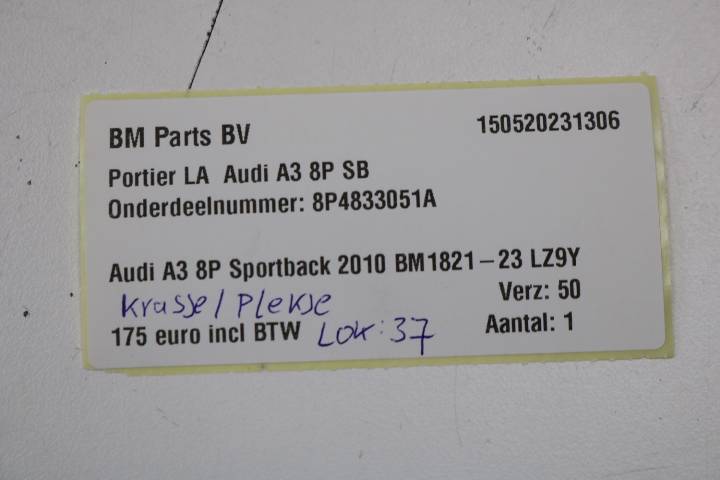 BM Parts BV 150520231306
Portier LA Audi A3 8P SB
Onderdeelnummer: 8P4833051A
Audi A3 8P Sportback 2010 BM1821-23 LZ9Y
Krasje/Plekje Verz: 50
175 euro incl BTW Lok: 37 Aantal: 1